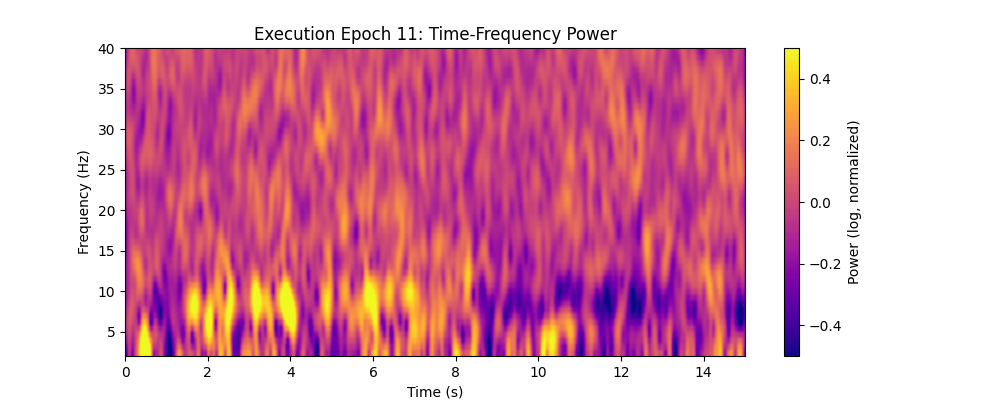 Execution Epoch 11: Time-Frequency Power
40
35
30
25
20
15
10
5
Frequency (Hz)
0 2 4 6 8 10 12 14
Time (s)
0.4
0.2
0.0
−0.2
−0.4
Power (log, normalized)